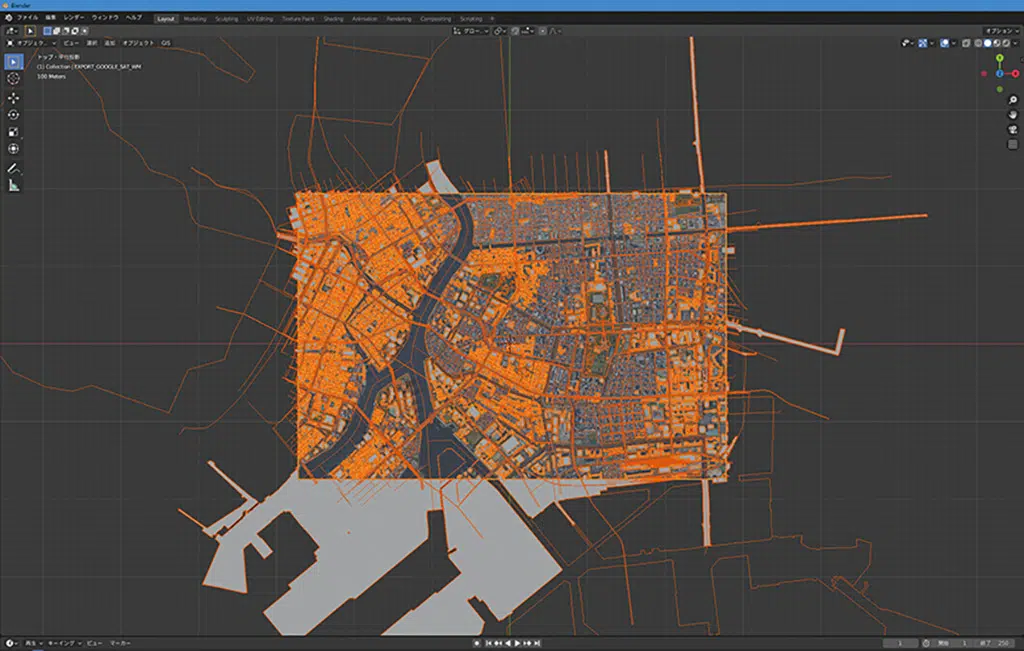 Blender
ファイル 編集 レンダー ウィンドウ ヘルプ Layout Modeling Sculpting UV Editing Texture Paint Shading Animation Rendering Compositing Scripting +
グロー.. オプション
オブジェク.. ビュー 選択 追加 オブジェクト GIS
トップ・平行投影
(1) Collection | EXPORT_GOOGLE_SAT_WM
100 Meters
Y
X
Z
再生 キーイング ビュー マーカー 1 開始 1 終了 250